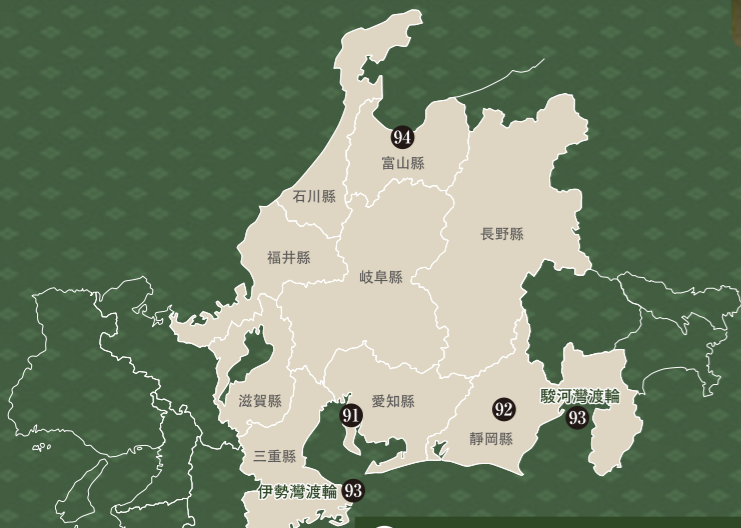 94
富山縣
石川縣
長野縣
福井縣
岐阜縣
滋賀縣
91
愛知縣
92
靜岡縣
駿河灣渡輪
93
三重縣
伊勢灣渡輪 93